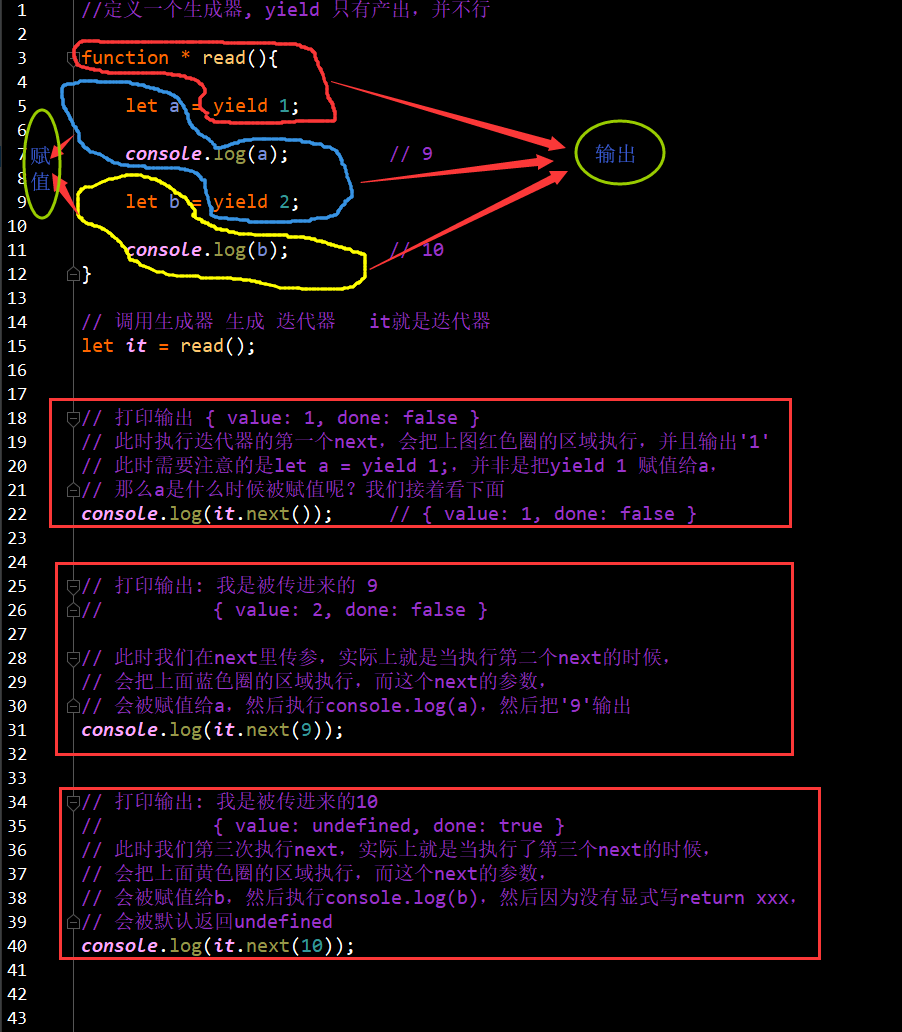 1 //定义一个生成器, yield 只有产出，并不行
2
3 function * read(){
4
5 let a = yield 1;
6
7 console.log(a); // 9
8
9 let b = yield 2;
10
11 console.log(b); // 10
12 }
赋值
输出
13
14 // 调用生成器 生成 迭代器 it就是迭代器
15 let it = read();
16
17
18 // 打印输出 { value: 1, done: false }
19 // 此时执行迭代器的第一个next，会把上图红色圈的区域执行，并且输出'1'
20 // 此时需要注意的是let a = yield 1;，并非是把yield 1 赋值给a，
21 // 那么a是什么时候被赋值呢？我们接着看下面
22 console.log(it.next()); // { value: 1, done: false }
23
24
25 // 打印输出: 我是被传进来的 9
26 // { value: 2, done: false }
27
28 // 此时我们在next里传参，实际上就是当执行第二个next的时候，
29 // 会把上面蓝色圈的区域执行，而这个next的参数，
30 // 会被赋值给a，然后执行console.log(a)，然后把'9'输出
31 console.log(it.next(9));
32
33
34 // 打印输出: 我是被传进来的10
35 // { value: undefined, done: true }
36 // 此时我们第三次执行next，实际上就是当执行了第三个next的时候，
37 // 会把上面黄色圈的区域执行，而这个next的参数，
38 // 会被赋值给b，然后执行console.log(b)，然后因为没有显式写return xxx，
39 // 会被默认返回undefined
40 console.log(it.next(10));
41
42
43